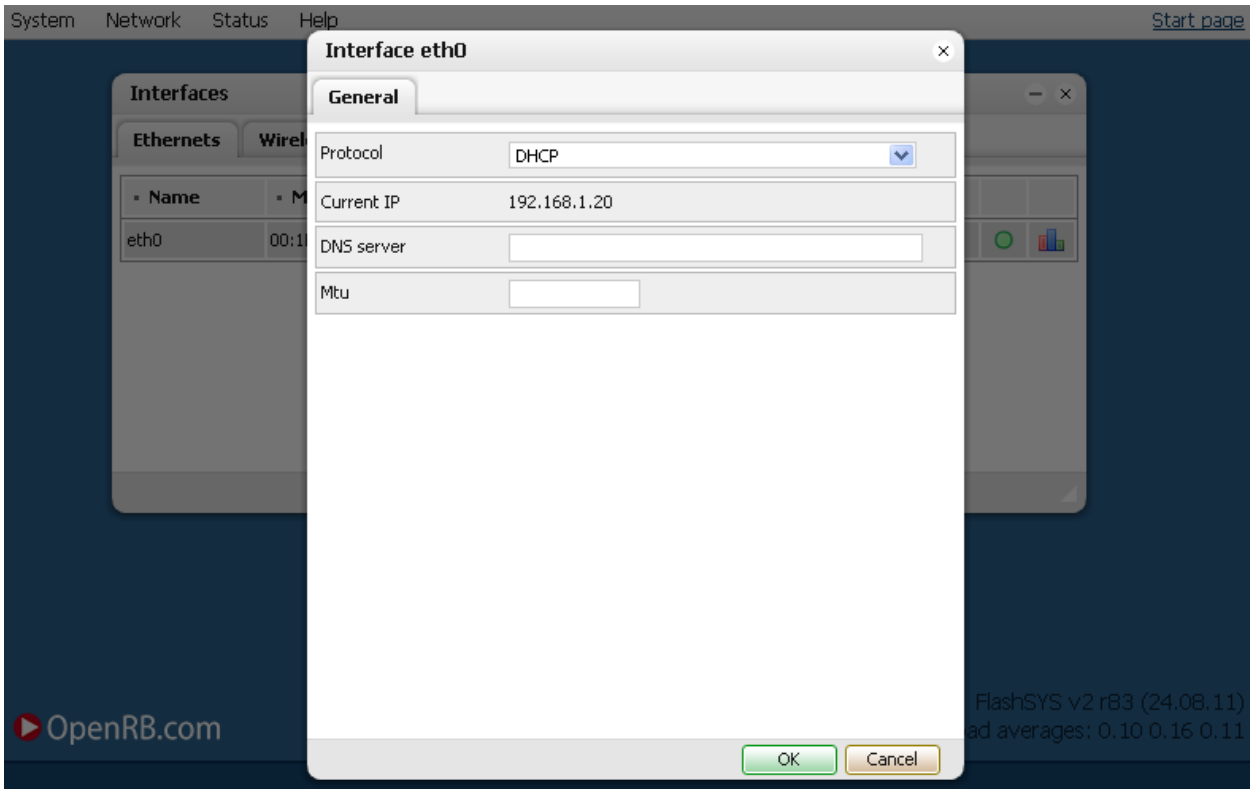 System Network Status Help Start page
Interface eth0
General
Protocol DHCP
Current IP 192.168.1.20
DNS server
Mtu
OK Cancel
Interfaces
Ethernets
Name
eth0 00:1
OpenRB.com
FlashSYS v2 r83 (24.08.11)
averages: 0.10 0.16 0.11